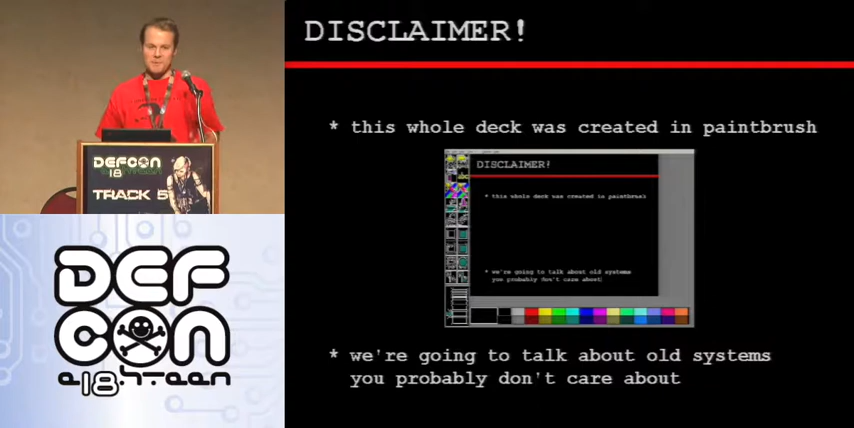 DISCLAIMER!
* this whole deck was created in paintbrush
DISCLAIMER!
* this whole deck was created in paintbrush
* we're going to talk about old systems
you probably don't care about
* we're going to talk about old systems
you probably don't care about
DEFCON
18
TRACK 5
DEF
CON
e18hteen